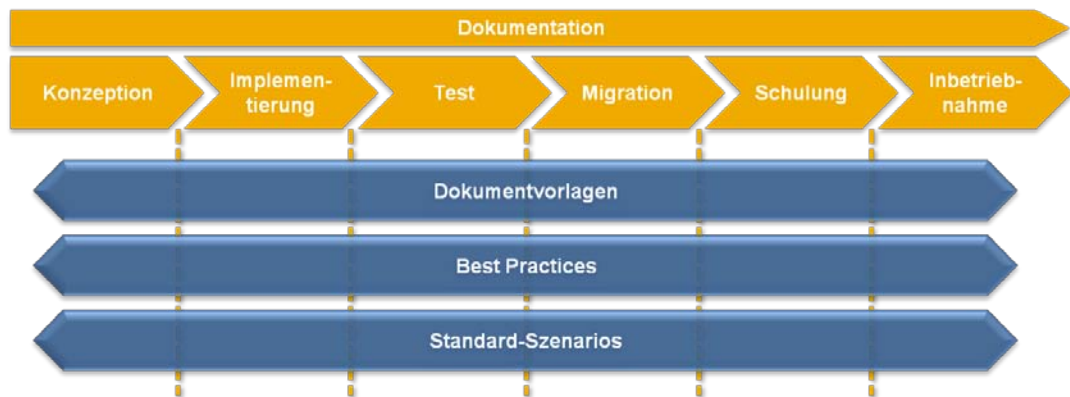 Dokumentation
Konzeption
Implemen-
tierung
Test
Migration
Schulung
Inbetrieb-
nahme
Dokumentvorlagen
Best Practices
Standard-Szenarios